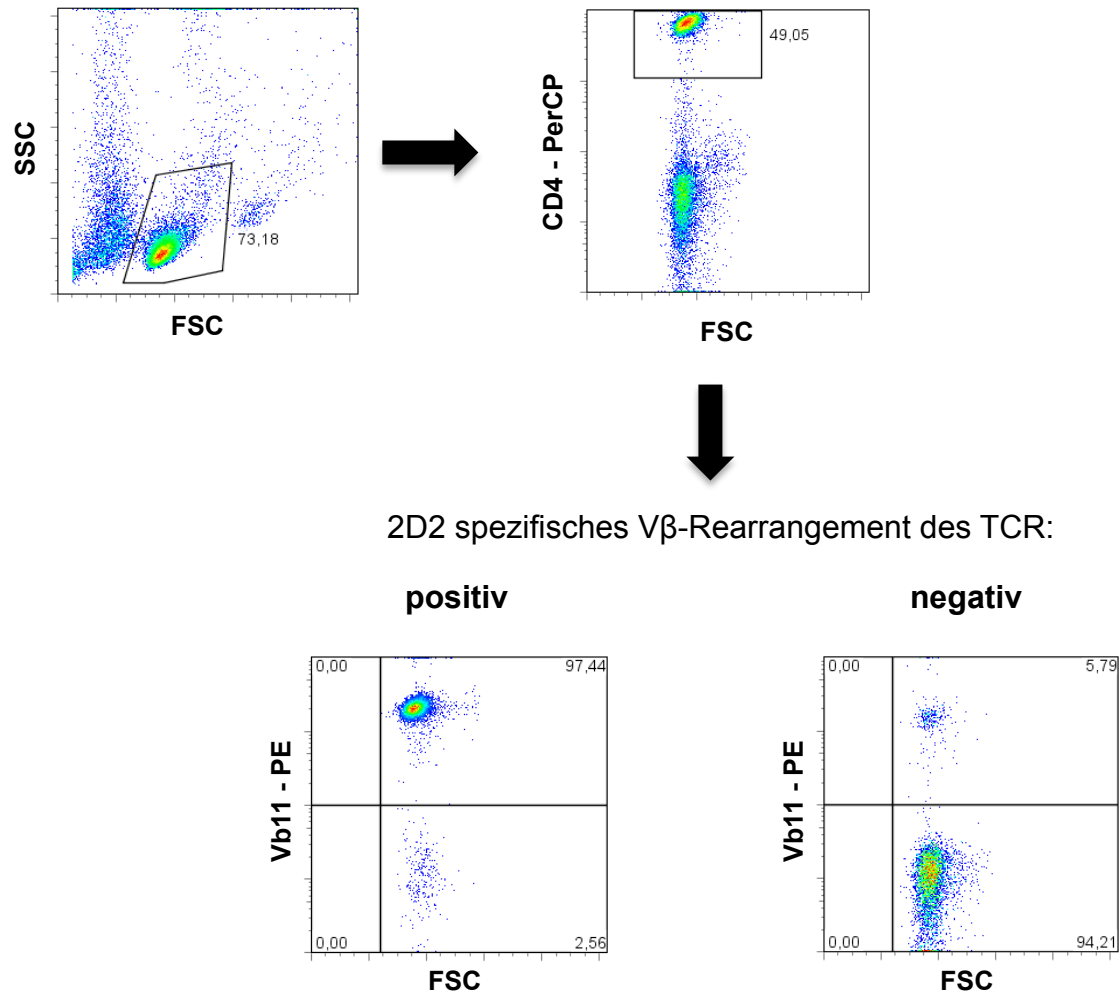 SSC
73,18
FSC
CD4 - PerCP
49,05
FSC
2D2 spezifisches Vβ-Rearrangement des TCR:
positiv
negativ
Vb11 - PE
0,00
97,44
0,00
2,56
FSC
Vb11 - PE
0,00
5,79
0,00
94,21
FSC